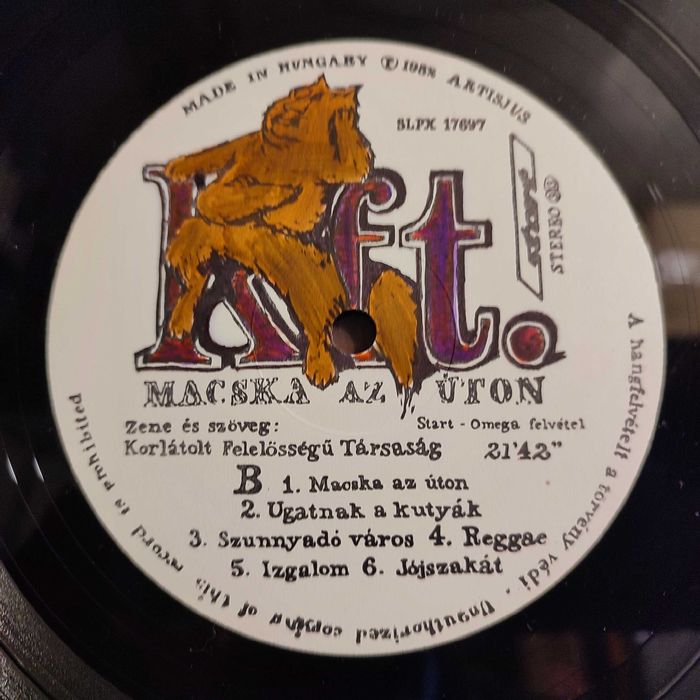 MADE IN HUNGARY Ⓟ 1982 ARTISJUS
SLPX 17697
START
STEREO
Kft.
MACSKA AZ ÚTON
Zene és szöveg:
Start - Omega felvétel
Korlátolt Felelősségű Társaság 21'42"
B 1. Macska az úton
2. Ugatnak a kutyák
3. Szunnyadó város 4. Reggae
5. Izgalom 6. Jójszakát
A hangfelvételt a törvény védi . Unauthorized copying of this record is prohibited